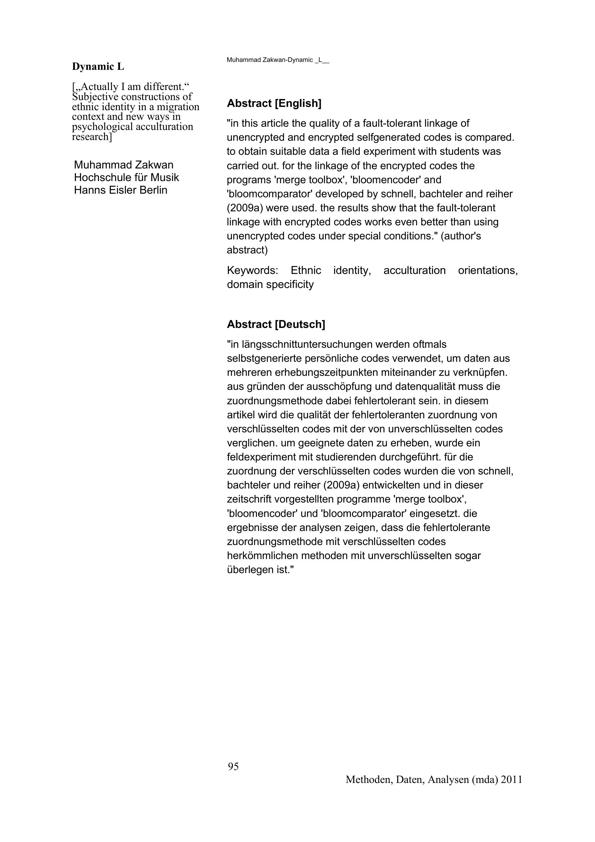 Muhammad Zakwan-Dynamic _L__
Dynamic L
[„Actually I am different.“
Subjective constructions of
ethnic identity in a migration
context and new ways in
psychological acculturation
research]
Muhammad Zakwan
Hochschule für Musik
Hanns Eisler Berlin
Abstract [English]
"in this article the quality of a fault-tolerant linkage of
unencrypted and encrypted selfgenerated codes is compared.
to obtain suitable data a field experiment with students was
carried out. for the linkage of the encrypted codes the
programs 'merge toolbox', 'bloomencoder' and
'bloomcomparator' developed by schnell, bachteler and reiher
(2009a) were used. the results show that the fault-tolerant
linkage with encrypted codes works even better than using
unencrypted codes under special conditions." (author's
abstract)
Keywords: Ethnic identity, acculturation orientations,
domain specificity
Abstract [Deutsch]
"in längsschnittuntersuchungen werden oftmals
selbstgenerierte persönliche codes verwendet, um daten aus
mehreren erhebungszeitpunkten miteinander zu verknüpfen.
aus gründen der ausschöpfung und datenqualität muss die
zuordnungsmethode dabei fehlertolerant sein. in diesem
artikel wird die qualität der fehlertoleranten zuordnung von
verschlüsselten codes mit der von unverschlüsselten codes
verglichen. um geeignete daten zu erheben, wurde ein
feldexperiment mit studierenden durchgeführt. für die
zuordnung der verschlüsselten codes wurden die von schnell,
bachteler und reiher (2009a) entwickelten und in dieser
zeitschrift vorgestellten programme 'merge toolbox',
'bloomencoder' und 'bloomcomparator' eingesetzt. die
ergebnisse der analysen zeigen, dass die fehlertolerante
zuordnungsmethode mit verschlüsselten codes
herkömmlichen methoden mit unverschlüsselten sogar
überlegen ist."
95
Methoden, Daten, Analysen (mda) 2011